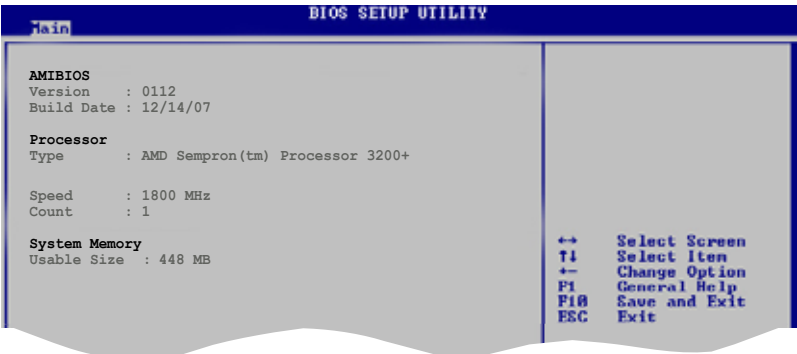 BIOS SETUP UTILITY
Main
AMIBIOS
Version : 0112
Build Date : 12/14/07
Processor
Type : AMD Sempron(tm) Processor 3200+
Speed : 1800 MHz
Count : 1
System Memory
Usable Size : 448 MB
←→ Select Screen
↑↓ Select Item
+- Change Option
F1 General Help
F10 Save and Exit
ESC Exit